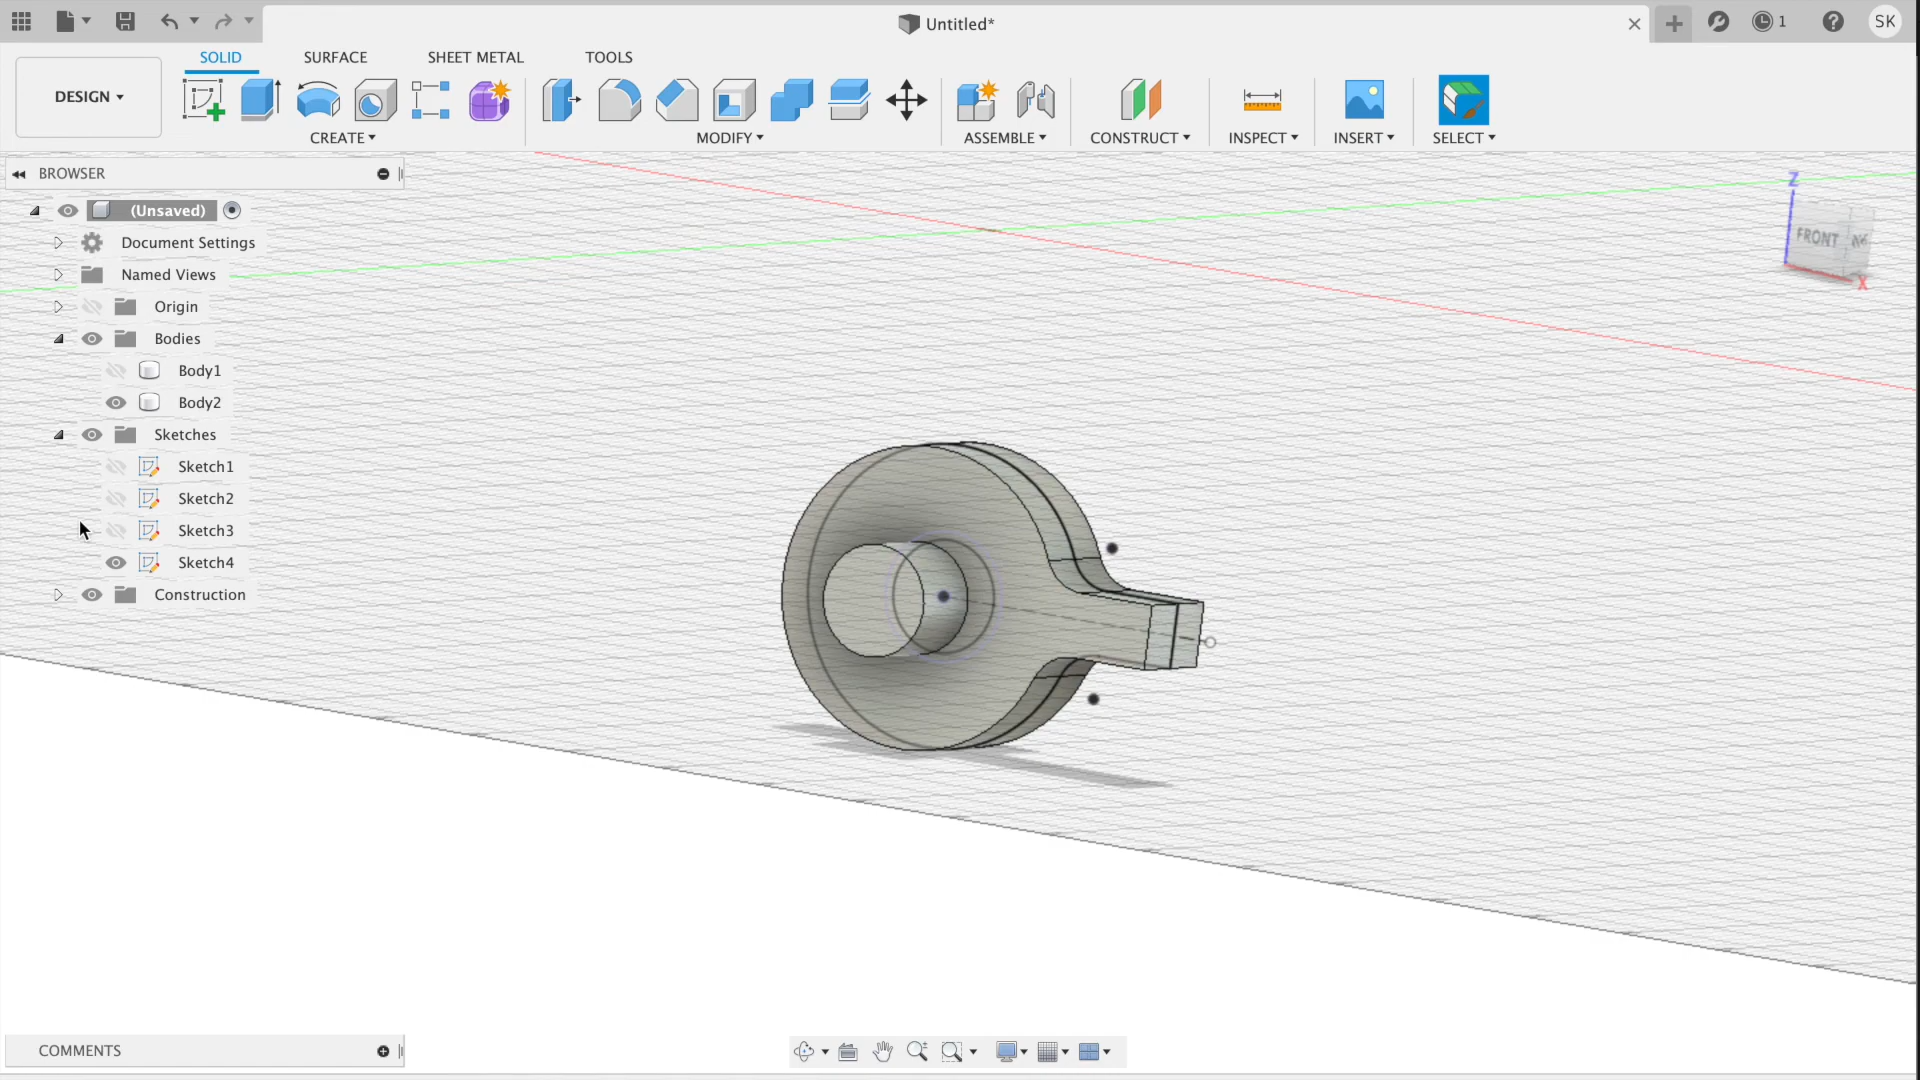 Untitled*
1
SK
SOLID
SURFACE
SHEET METAL
TOOLS
DESIGN
CREATE
MODIFY
ASSEMBLE
CONSTRUCT
INSPECT
INSERT
SELECT
BROWSER
(Unsaved)
Document Settings
Named Views
Origin
Bodies
Body1
Body2
Sketches
Sketch1
Sketch2
Sketch3
Sketch4
Construction
Z
FRONT
X
COMMENTS